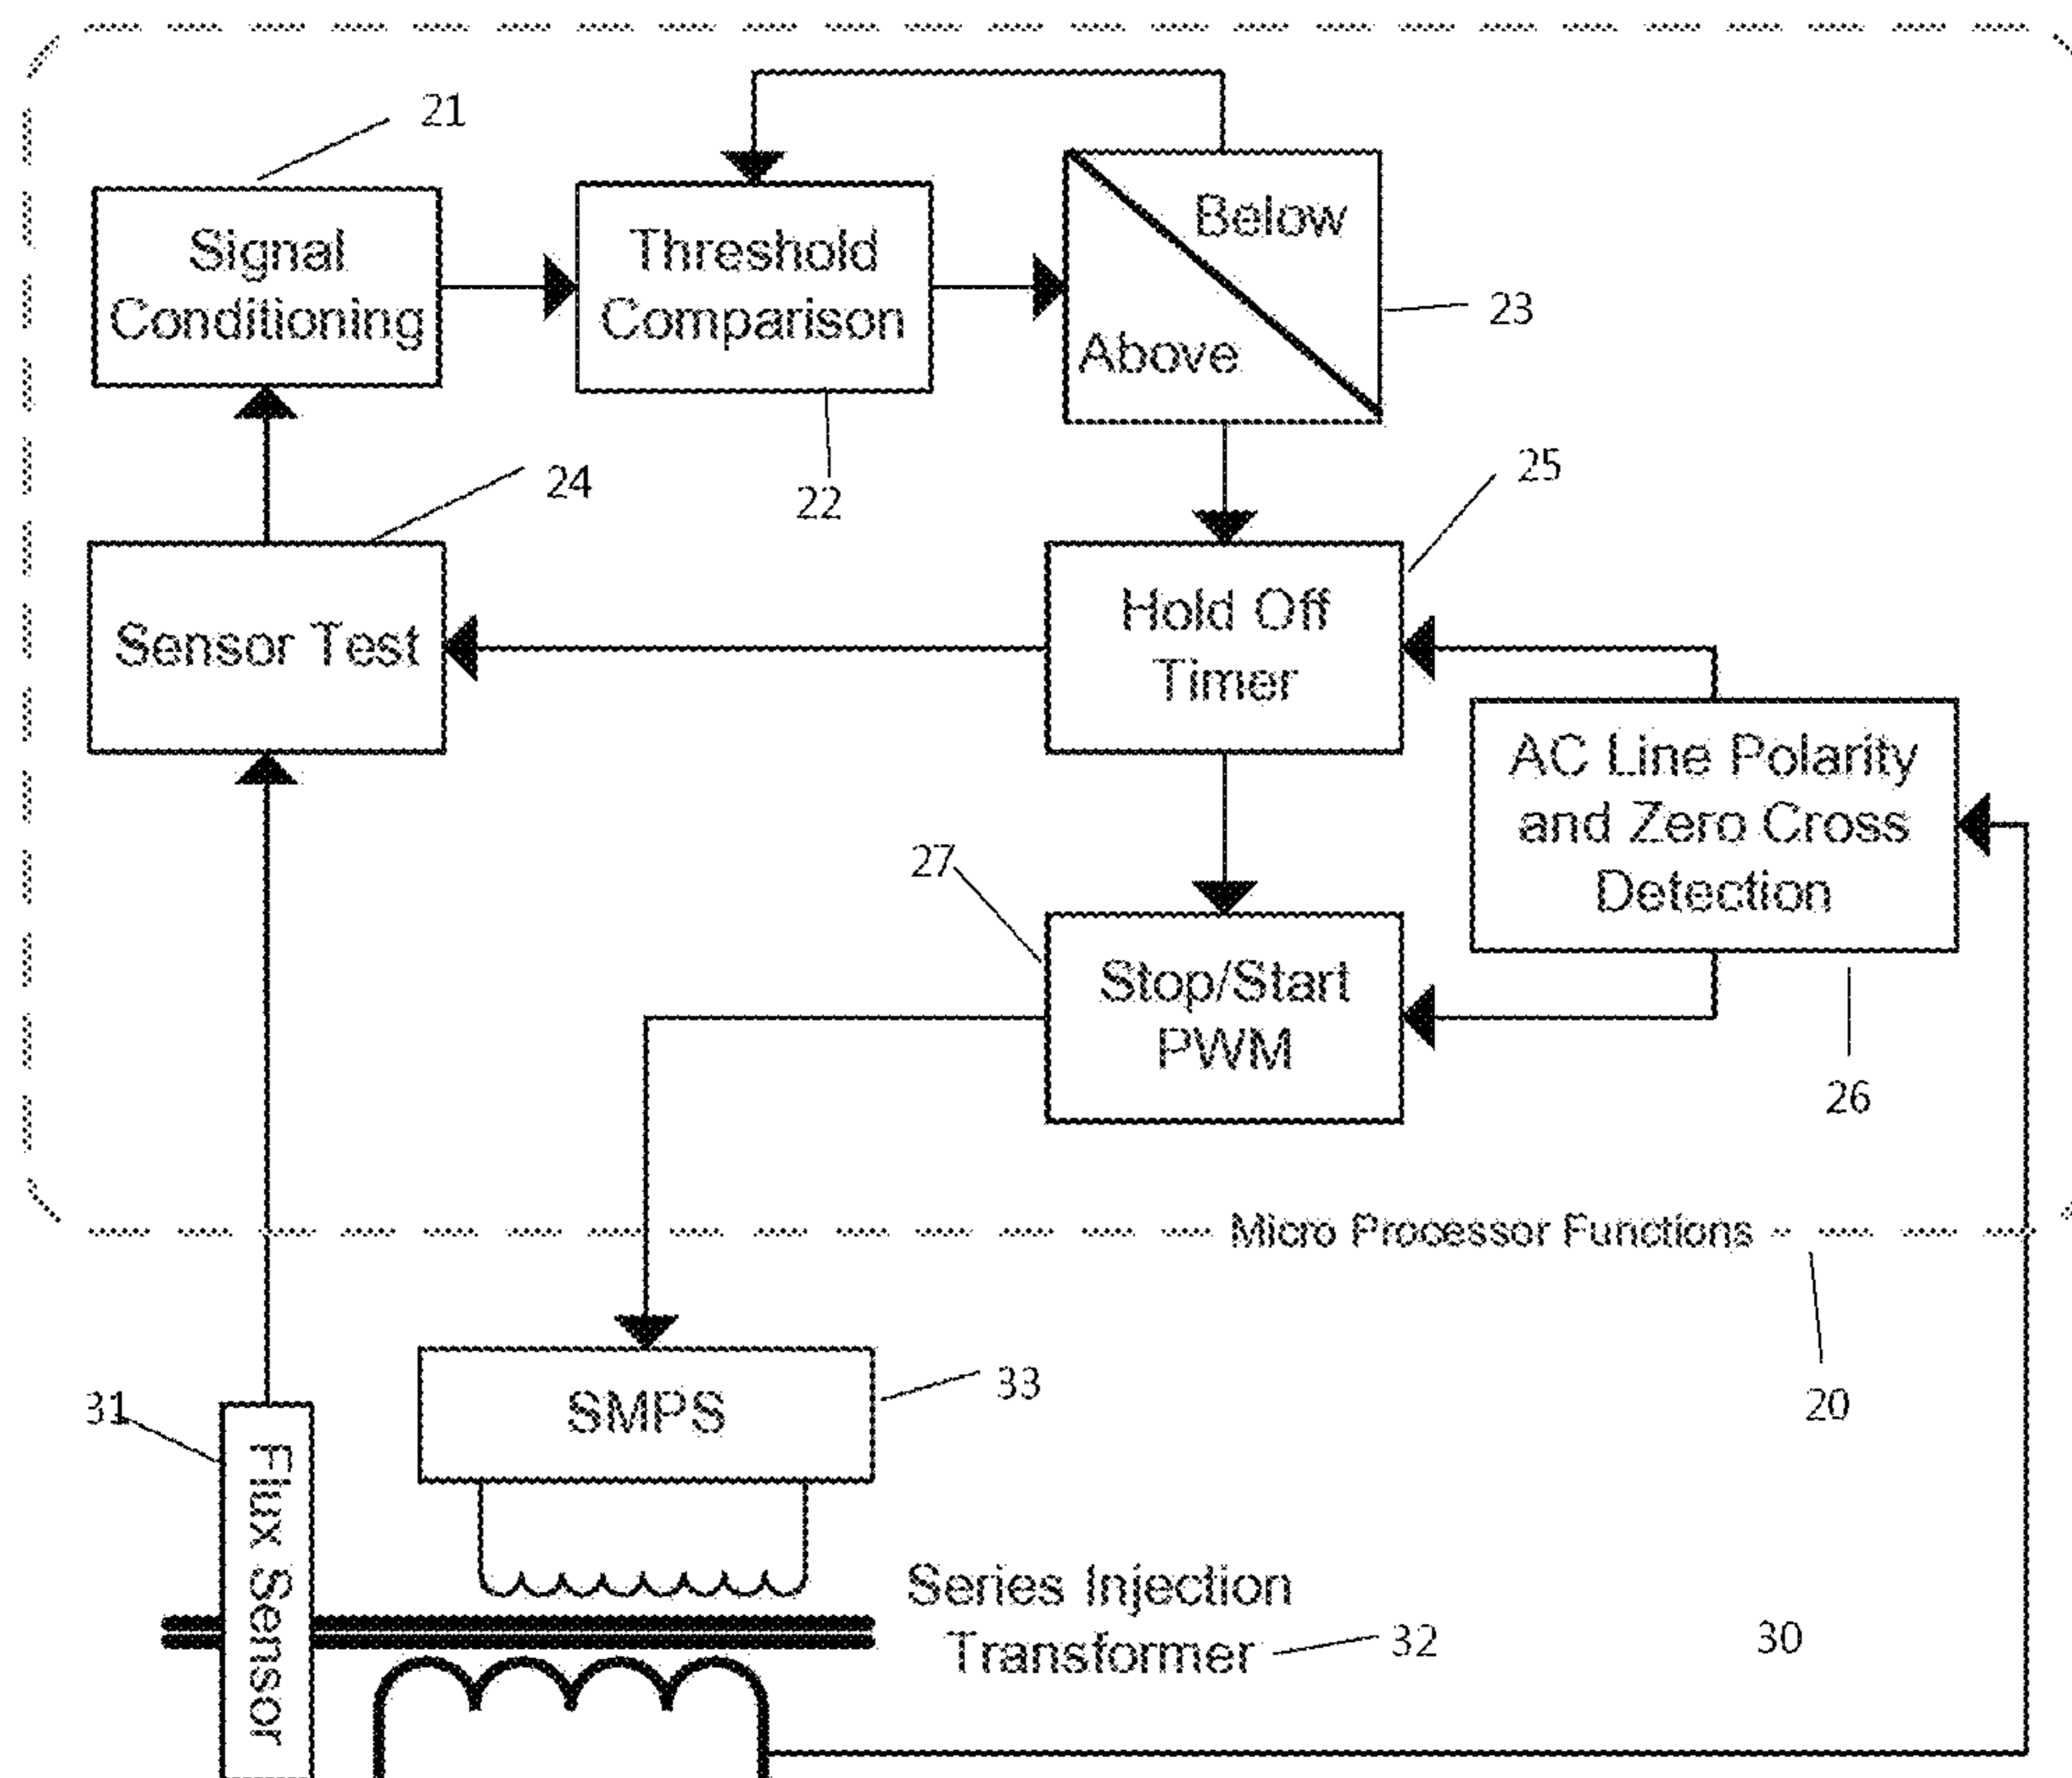 21
Signal
Conditioning
Threshold
Comparison
Below
Above
23
22
24
25
Sensor Test
Hold Off
Timer
AC Line Polarity
and Zero Cross
Detection
27
Stop/Start
PWM
26
Micro Processor Functions
20
33
SMPS
31
Flux Sensor
Series Injection
Transformer
32
30